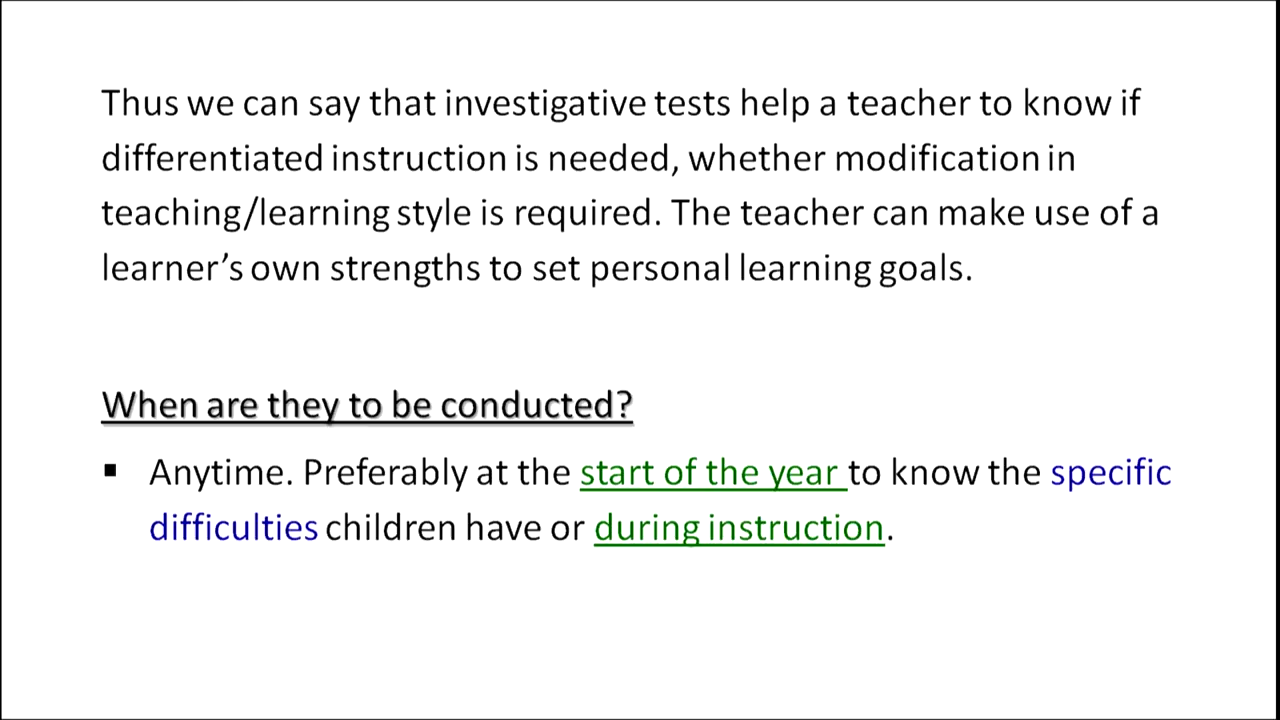 Thus we can say that investigative tests help a teacher to know if
differentiated instruction is needed, whether modification in
teaching/learning style is required. The teacher can make use of a
learner’s own strengths to set personal learning goals.
When are they to be conducted?
▪ Anytime. Preferably at the start of the year to know the specific
difficulties children have or during instruction.